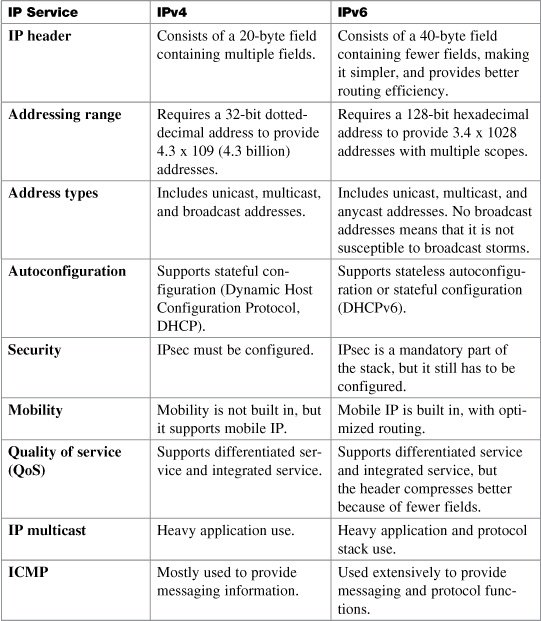 IP Service IPv4 IPv6
IP header
Consists of a 20-byte field
containing multiple fields.
Consists of a 40-byte field
containing fewer fields, making
it simpler, and provides better
routing efficiency.
Addressing range
Requires a 32-bit dotted-
decimal address to provide
4.3 x 109 (4.3 billion)
addresses.
Requires a 128-bit hexadecimal
address to provide 3.4 x 1028
addresses with multiple scopes.
Address types
Includes unicast, multicast,
and broadcast addresses.
Includes unicast, multicast, and
anycast addresses. No broadcast
addresses means that it is not
susceptible to broadcast storms.
Autoconfiguration
Supports stateful con-
figuration (Dynamic Host
Configuration Protocol,
DHCP).
Supports stateless autoconfigu-
ration or stateful configuration
(DHCPv6).
Security
IPsec must be configured.
IPsec is a mandatory part of
the stack, but it still has to be
configured.
Mobility
Mobility is not built in, but
it supports mobile IP.
Mobile IP is built in, with opti-
mized routing.
Quality of service
(QoS)
Supports differentiated ser-
vice and integrated service.
Supports differentiated service
and integrated service, but
the header compresses better
because of fewer fields.
IP multicast
Heavy application use.
Heavy application and protocol
stack use.
ICMP
Mostly used to provide
messaging information.
Used extensively to provide
messaging and protocol func-
tions.